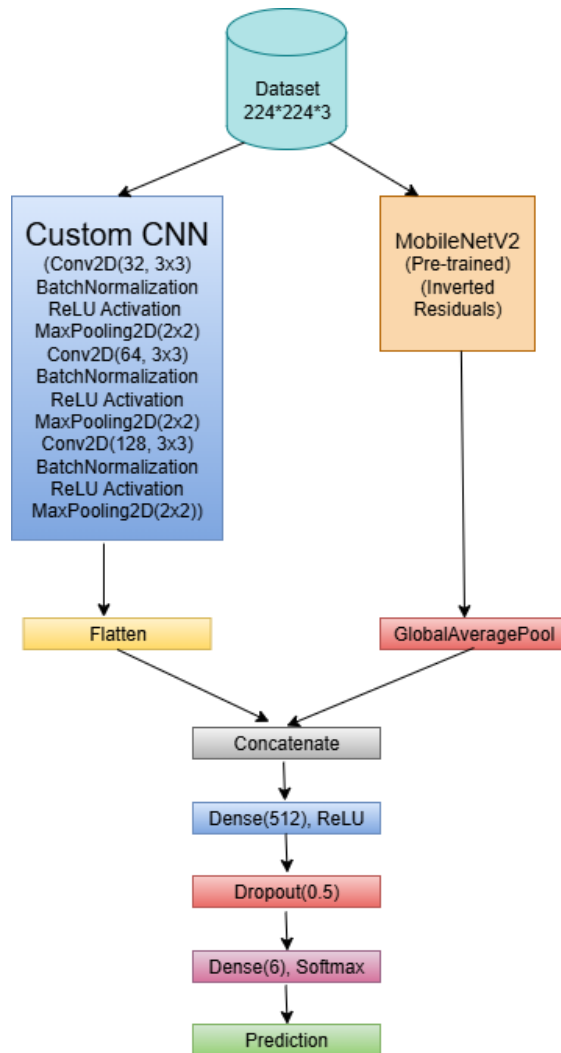 Dataset
224*224*3
Custom CNN
(Conv2D(32, 3x3)
BatchNormalization
ReLU Activation
MaxPooling2D(2x2)
Conv2D(64, 3x3)
BatchNormalization
ReLU Activation
MaxPooling2D(2x2)
Conv2D(128, 3x3)
BatchNormalization
ReLU Activation
MaxPooling2D(2x2))
MobileNetV2
(Pre-trained)
(Inverted
Residuals)
Flatten
GlobalAveragePool
Concatenate
Dense(512), ReLU
Dropout(0.5)
Dense(6), Softmax
Prediction